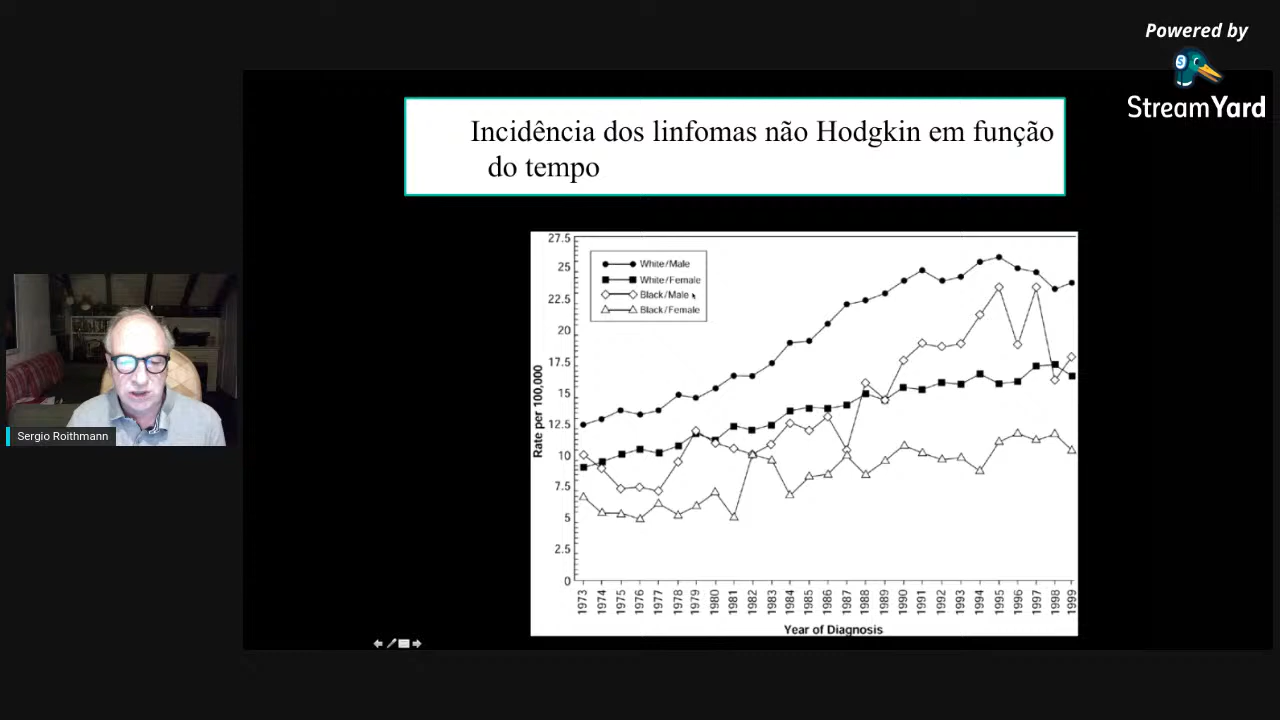 Powered by
StreamYard
Incidência dos linfomas não Hodgkin em função
do tempo
Sergio Roithmann
27.5
25
22.5
20
17.5
15
12.5
10
7.5
5
2.5
0
Rate per 100,000
White/Male
White/Female
Black/Male
Black/Female
1973 1974 1975 1976 1977 1978 1979 1980 1981 1982 1983 1984 1985 1986 1987 1988 1989 1990 1991 1992 1993 1994 1995 1996 1997 1998 1999
Year of Diagnosis